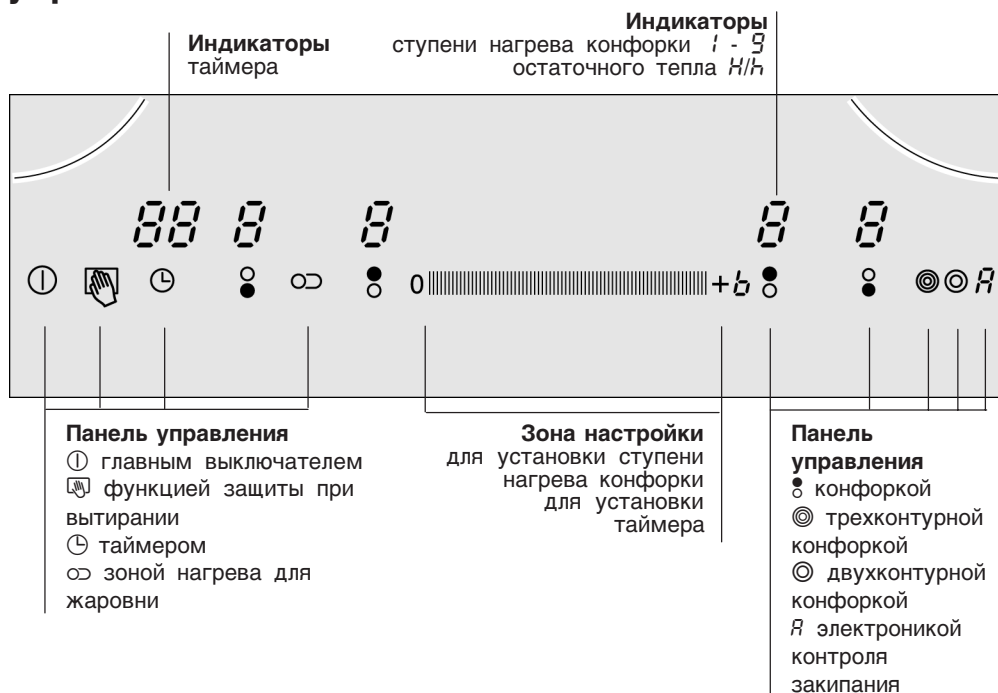 Индикаторы
таймера
Индикаторы
ступени нагрева конфорки 1 - 9
остаточного тепла H/h
88 8 8 8 8
0 + b A
Панель управления
главным выключателем
функцией защиты при
вытирании
таймером
зоной нагрева для
жаровни
Зона настройки
для установки ступени
нагрева конфорки
для установки
таймера
Панель
управления
конфоркой
трехконтурной
конфоркой
двухконтурной
конфоркой
A электроникой
контроля
закипания